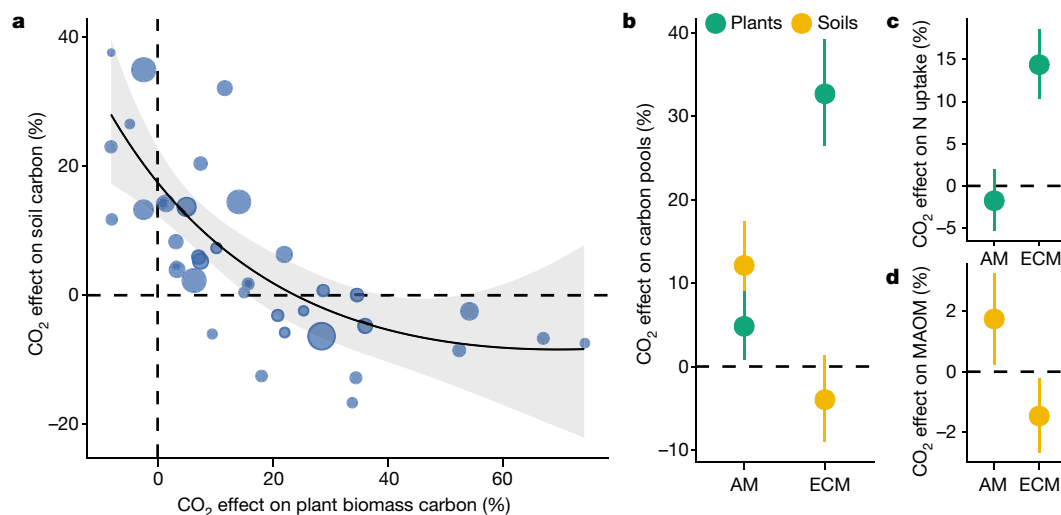 a
CO2 effect on soil carbon (%)
40
20
0
−20
0
20
40
60
CO2 effect on plant biomass carbon (%)
b
Plants
Soils
CO2 effect on carbon pools (%)
40
30
20
10
0
−10
AM
ECM
c
CO2 effect on N uptake (%)
15
10
5
0
−5
AM
ECM
d
CO2 effect on MAOM (%)
2
0
−2
AM
ECM